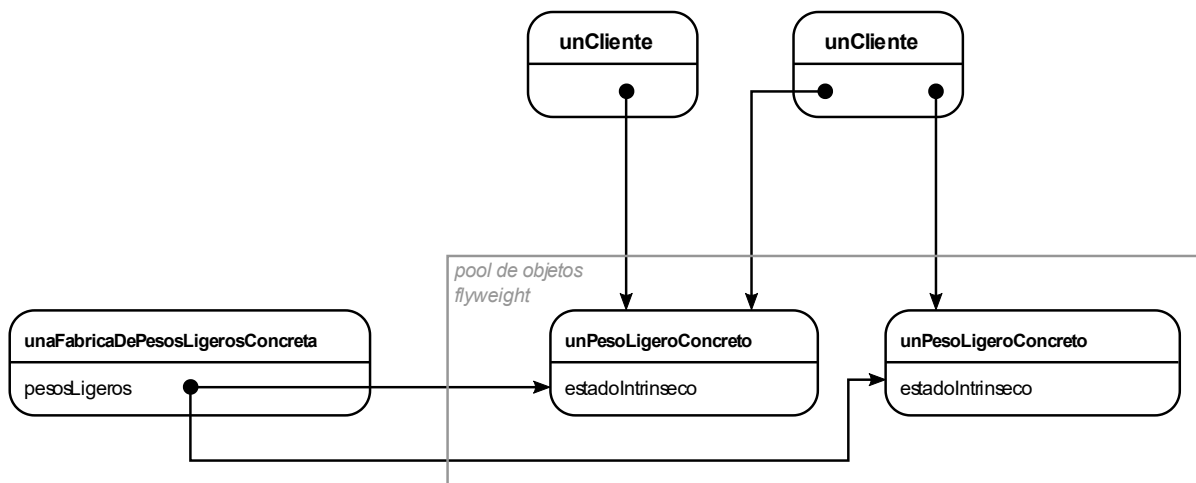 unCliente
unCliente
pool de objetos
flyweight
unaFabricaDePesosLigerosConcreta
pesosLigeros
unPesoLigeroConcreto
estadoIntrinseco
unPesoLigeroConcreto
estadoIntrinseco